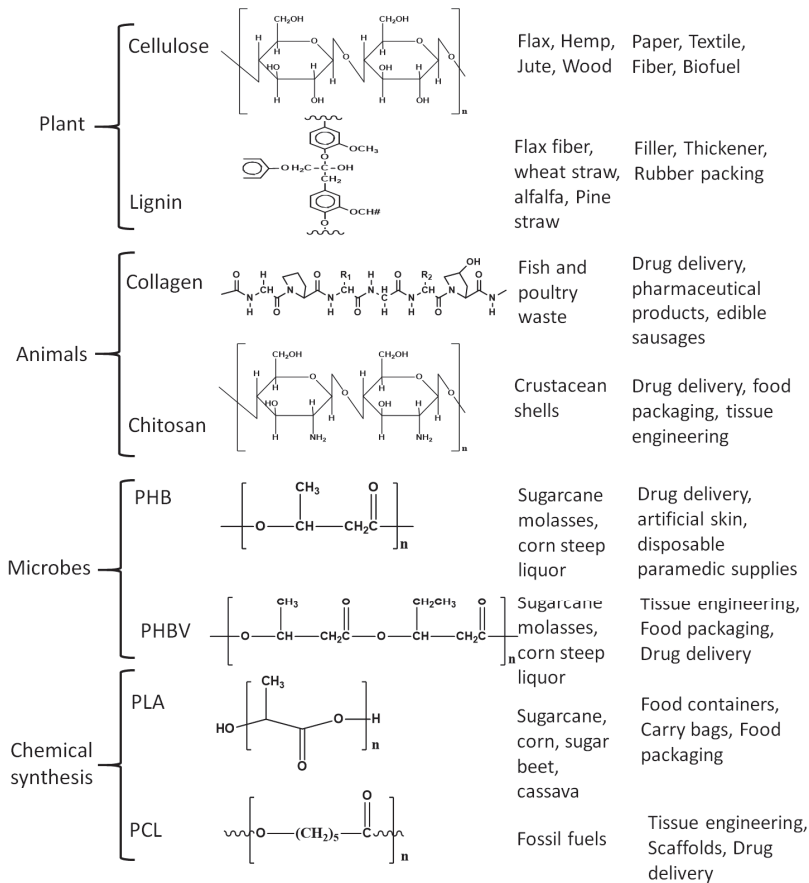 Plant
Cellulose
CH₂OH
CH₂OH
H
H
H
H
O
O
O
O
HO
H
OH
H
H
H
H
OH
H
OH
n
Flax, Hemp,
Jute, Wood
Paper, Textile,
Fiber, Biofuel
Lignin
OCH₃
O
O H₂C–C–OH
CH₂
OCH#
O
Flax fiber,
wheat straw,
alfalfa, Pine
straw
Filler, Thickener,
Rubber packing
Animals
Collagen
O H O R₁ H O R₂ OH O
N N N N N N
H O H O H H O H O H
Fish and
poultry
waste
Drug delivery,
pharmaceutical
products, edible
sausages
Chitosan
CH₂OH
CH₂OH
H
H
H
H
O
O
O
O
HO
H
OH
H
H
H
H
NH₂
H
NH₂
n
Crustacean
shells
Drug delivery, food
packaging, tissue
engineering
Microbes
PHB
CH₃ O
O CH CH₂C
n
Sugarcane
molasses,
corn steep
liquor
Drug delivery,
artificial skin,
disposable
paramedic supplies
PHBV
CH₃ O CH₂CH₃ O
O CH CH₂C O CH CH₂C
n
Sugarcane
molasses,
corn steep
liquor
Tissue engineering,
Food packaging,
Drug delivery
Chemical
synthesis
PLA
CH₃
HO O H
O
n
Sugarcane,
corn, sugar
beet,
cassava
Food containers,
Carry bags, Food
packaging
PCL
O
O (CH₂)₅ C
n
Fossil fuels
Tissue engineering,
Scaffolds, Drug
delivery